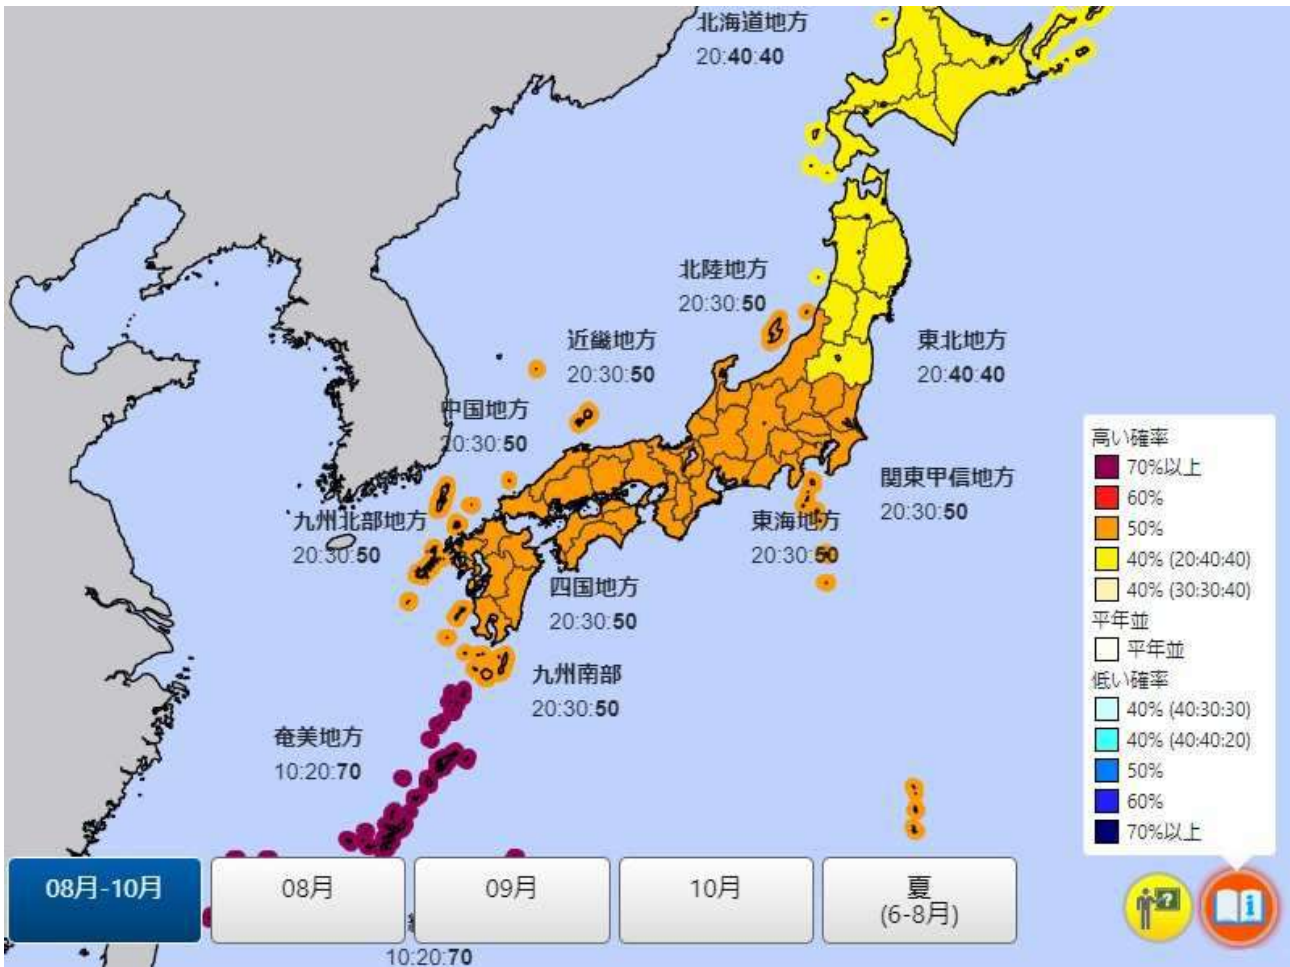 北海道地方
20:40:40
北陸地方
20:30:50
近畿地方
20:30:50
東北地方
20:40:40
中国地方
20:30:50
関東甲信地方
20:30:50
九州北部地方
20:30:50
東海地方
20:30:50
四国地方
20:30:50
九州南部
20:30:50
奄美地方
10:20:70
10:20:70
高い確率
70%以上
60%
50%
40% (20:40:40)
40% (30:30:40)
平年並
平年並
低い確率
40% (40:30:30)
40% (40:40:20)
50%
60%
70%以上
08月-10月
08月
09月
10月
夏
(6-8月)
?
i